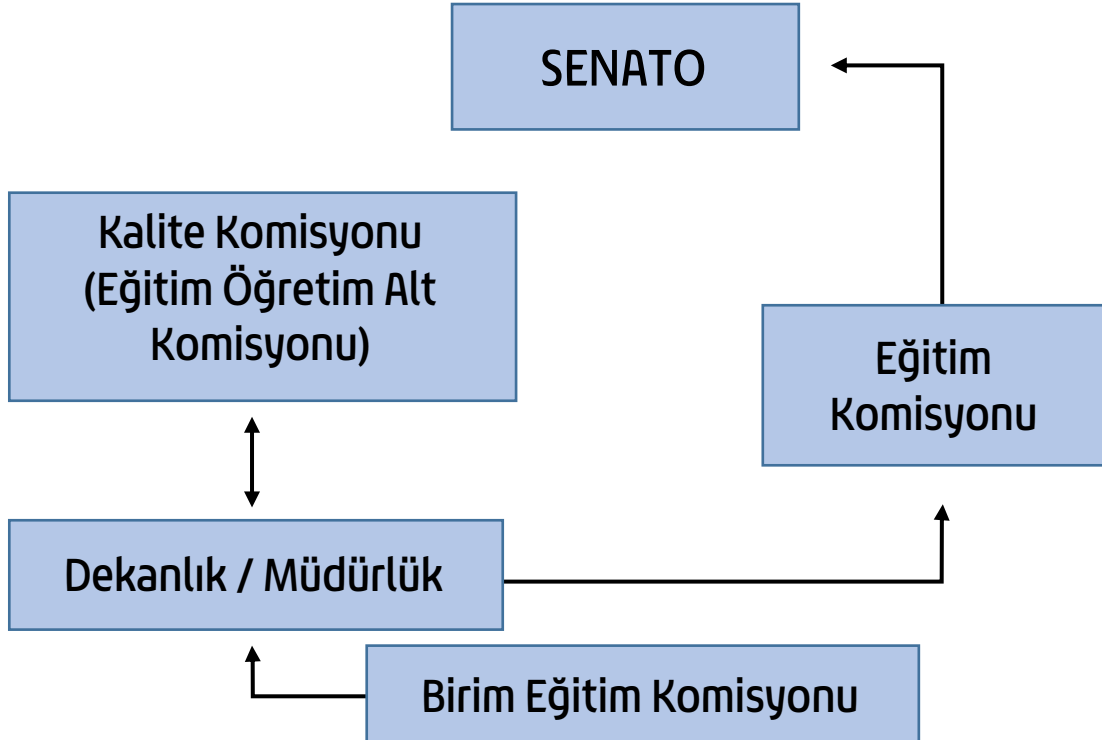 SENATO
Kalite Komisyonu
(Eğitim Öğretim Alt
Komisyonu)
Eğitim
Komisyonu
Dekanlık / Müdürlük
Birim Eğitim Komisyonu